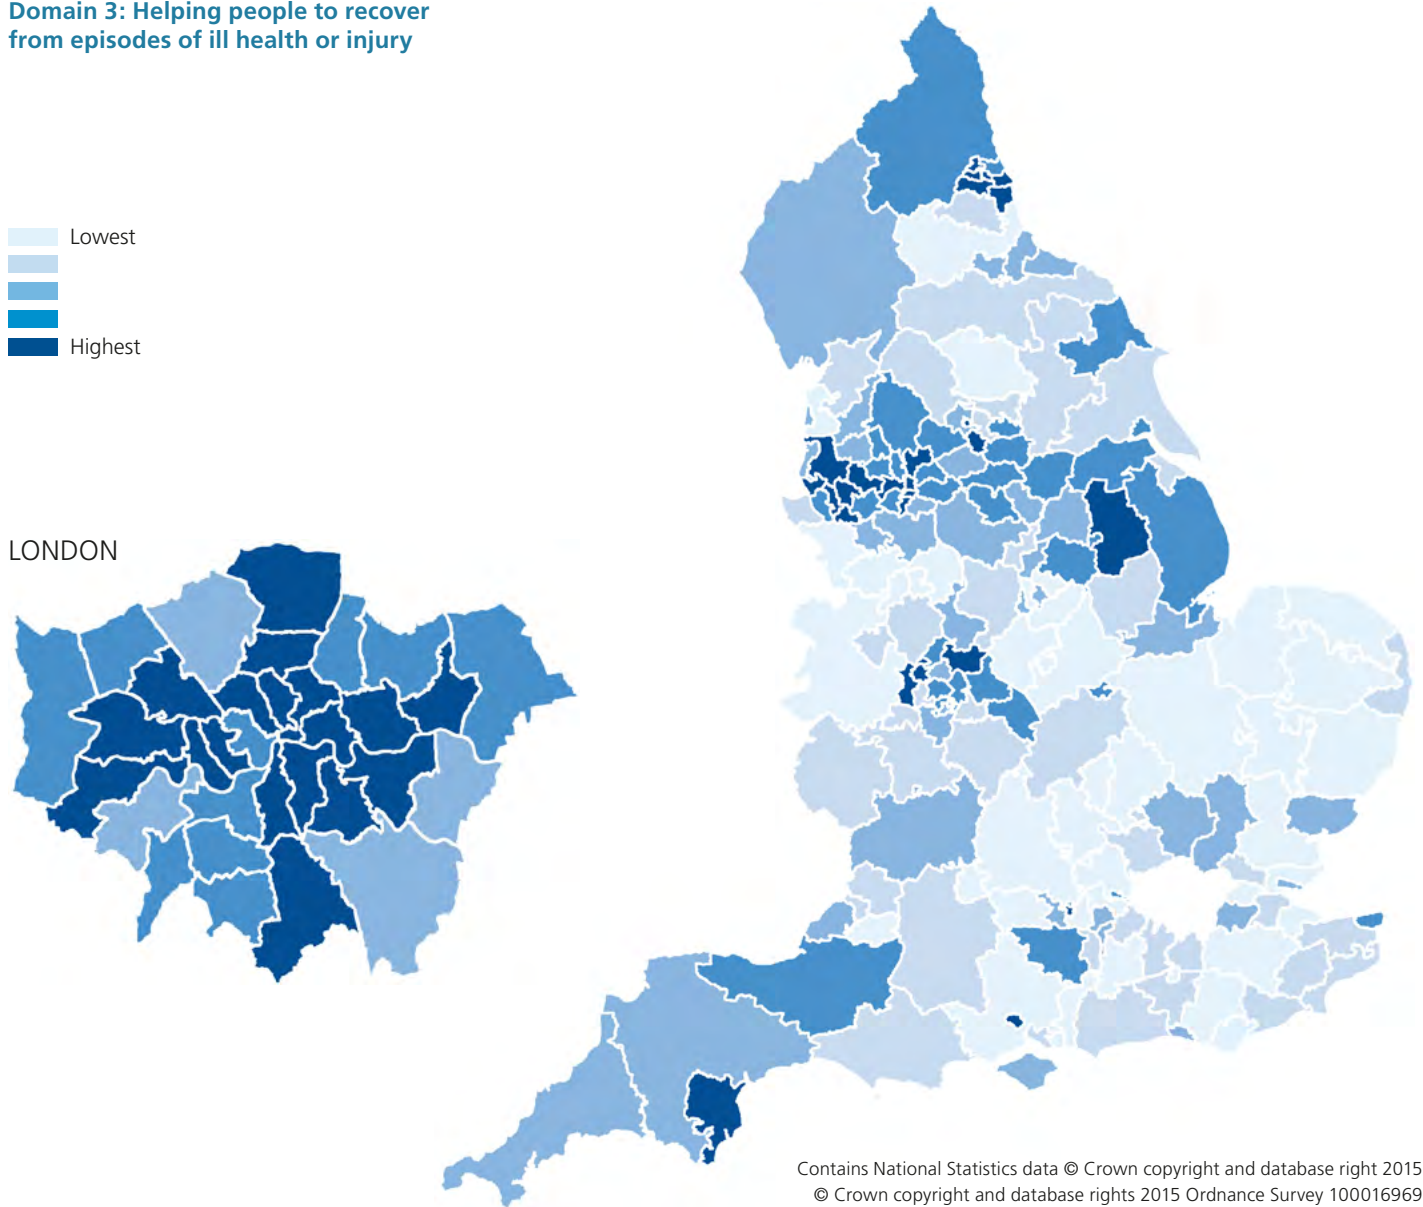 Domain 3: Helping people to recover
from episodes of ill health or injury
Lowest
Highest
LONDON
Contains National Statistics data © Crown copyright and database right 2015
© Crown copyright and database rights 2015 Ordnance Survey 100016969